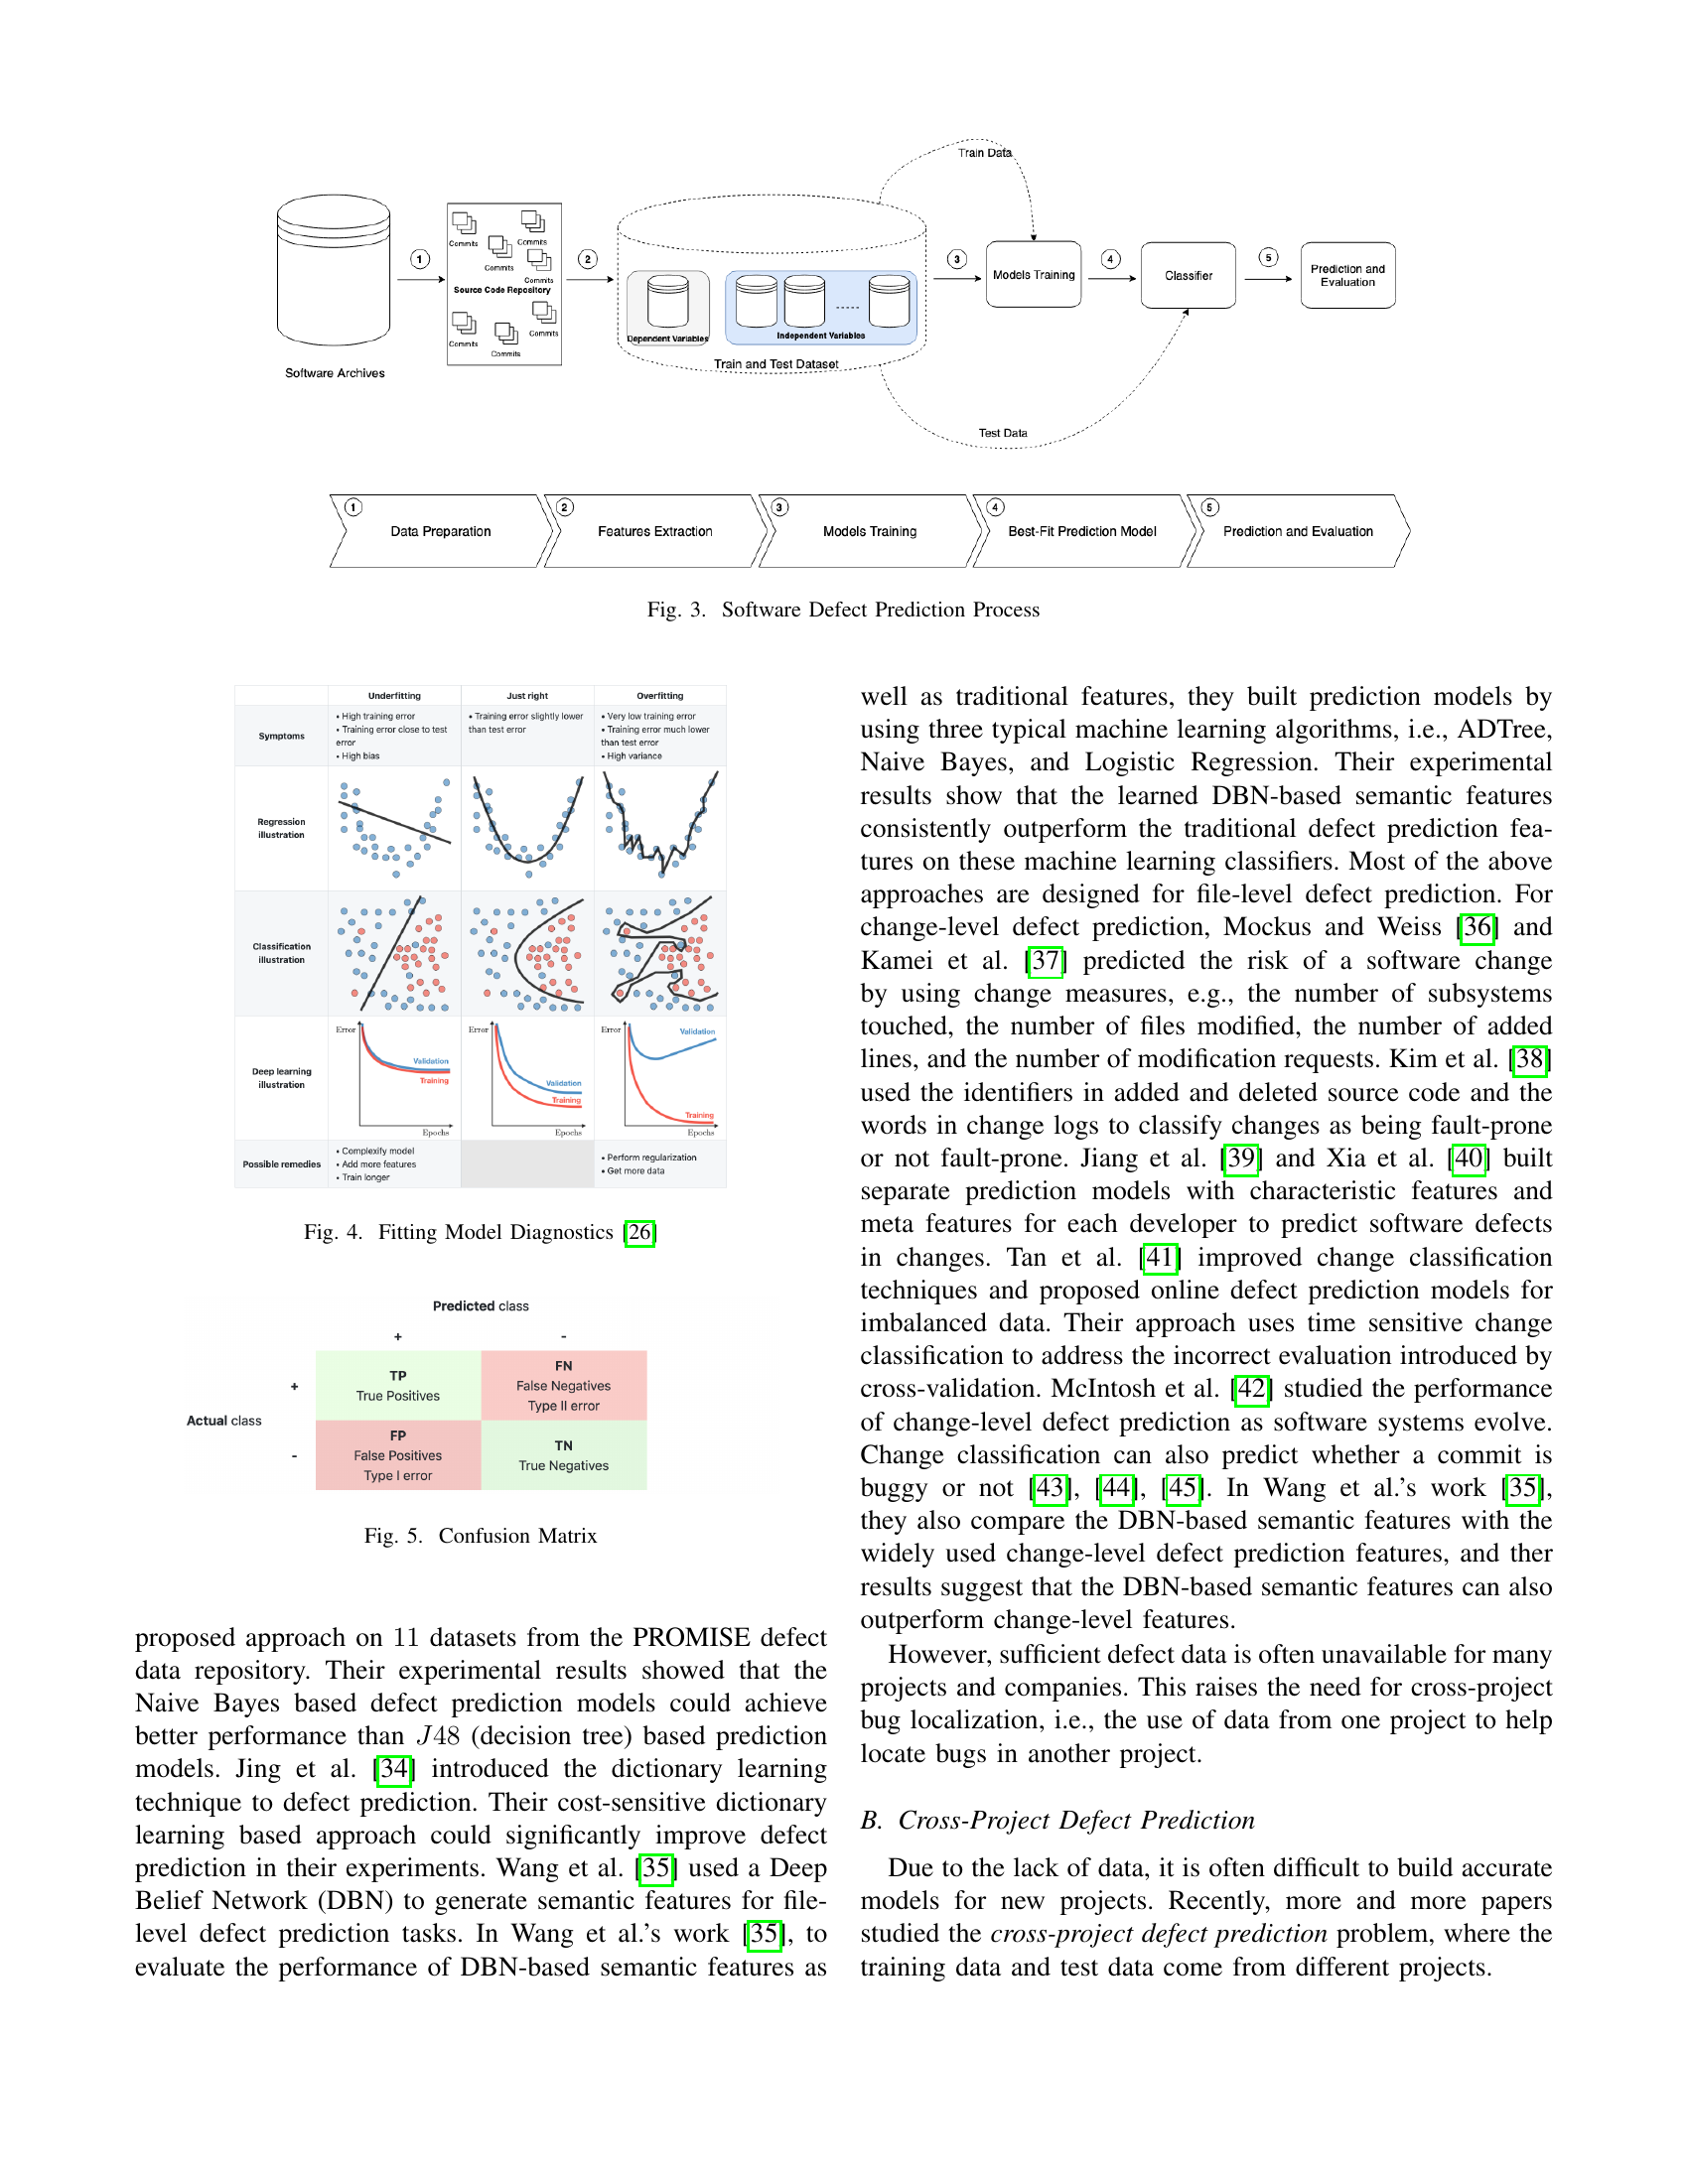 Train Data
Commits
Commits
Commits
Commits
Commits
Source Code Repository
Commits
Commits
Commits
Software Archives
1
2
Dependent Variables
Independent Variables
Train and Test Dataset
3
Models Training
4
Classifier
5
Prediction and
Evaluation
Test Data
1
Data Preparation
2
Features Extraction
3
Models Training
4
Best-Fit Prediction Model
5
Prediction and Evaluation
Fig. 3. Software Defect Prediction Process
Underfitting
Just right
Overfitting
Symptoms
• High training error
• Training error close to test
error
• High bias
• Training error slightly lower
than test error
• Very low training error
• Training error much lower
than test error
• High variance
Regression
illustration
Classification
illustration
Deep learning
illustration
Error
Validation
Training
Epochs
Error
Validation
Training
Epochs
Error
Validation
Training
Epochs
Possible remedies
• Complexify model
• Add more features
• Train longer
• Perform regularization
• Get more data
Fig. 4. Fitting Model Diagnostics [26]
Predicted class
+
-
Actual class
+
TP
True Positives
FN
False Negatives
Type II error
-
FP
False Positives
Type I error
TN
True Negatives
Fig. 5. Confusion Matrix
proposed approach on 11 datasets from the PROMISE defect
data repository. Their experimental results showed that the
Naive Bayes based defect prediction models could achieve
better performance than J48 (decision tree) based prediction
models. Jing et al. [34] introduced the dictionary learning
technique to defect prediction. Their cost-sensitive dictionary
learning based approach could significantly improve defect
prediction in their experiments. Wang et al. [35] used a Deep
Belief Network (DBN) to generate semantic features for file-
level defect prediction tasks. In Wang et al.'s work [35], to
evaluate the performance of DBN-based semantic features as
well as traditional features, they built prediction models by
using three typical machine learning algorithms, i.e., ADTree,
Naive Bayes, and Logistic Regression. Their experimental
results show that the learned DBN-based semantic features
consistently outperform the traditional defect prediction fea-
tures on these machine learning classifiers. Most of the above
approaches are designed for file-level defect prediction. For
change-level defect prediction, Mockus and Weiss [36] and
Kamei et al. [37] predicted the risk of a software change
by using change measures, e.g., the number of subsystems
touched, the number of files modified, the number of added
lines, and the number of modification requests. Kim et al. [38]
used the identifiers in added and deleted source code and the
words in change logs to classify changes as being fault-prone
or not fault-prone. Jiang et al. [39] and Xia et al. [40] built
separate prediction models with characteristic features and
meta features for each developer to predict software defects
in changes. Tan et al. [41] improved change classification
techniques and proposed online defect prediction models for
imbalanced data. Their approach uses time sensitive change
classification to address the incorrect evaluation introduced by
cross-validation. McIntosh et al. [42] studied the performance
of change-level defect prediction as software systems evolve.
Change classification can also predict whether a commit is
buggy or not [43], [44], [45]. In Wang et al.'s work [35],
they also compare the DBN-based semantic features with the
widely used change-level defect prediction features, and ther
results suggest that the DBN-based semantic features can also
outperform change-level features.
However, sufficient defect data is often unavailable for many
projects and companies. This raises the need for cross-project
bug localization, i.e., the use of data from one project to help
locate bugs in another project.
B. Cross-Project Defect Prediction
Due to the lack of data, it is often difficult to build accurate
models for new projects. Recently, more and more papers
studied the cross-project defect prediction problem, where the
training data and test data come from different projects.